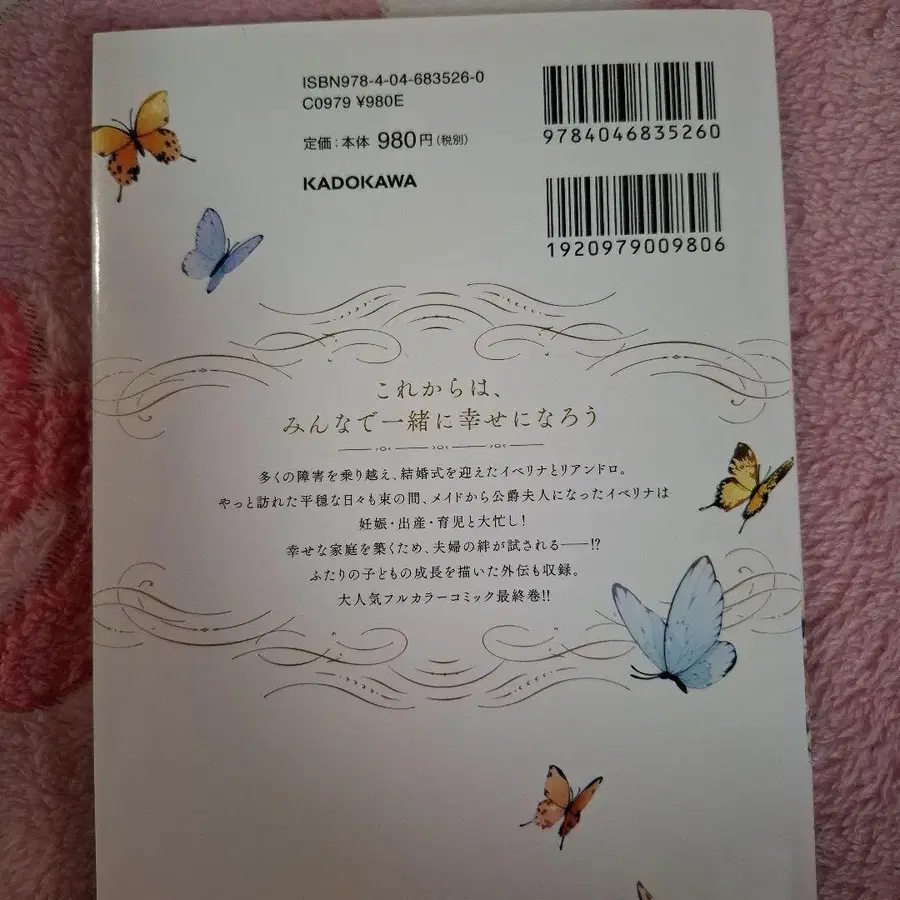 ISBN978-4-04-683526-0
C0979 ¥980E
定価:本体 980円(税別)
KADOKAWA
9784046835260
1920979009806
これからは、
みんなで一緒に幸せになろう
多くの障害を乗り越え、結婚式を迎えたイベリナとリアンドロ。
やっと訪れた平穏な日々も束の間、メイドから公爵夫人になったイベリナは
妊娠・出産・育児と大忙し!
幸せな家庭を築くため、夫婦の絆が試される――!?
ふたりの子どもの成長を描いた外伝も収録。
大人気フルカラーコミック最終巻!!